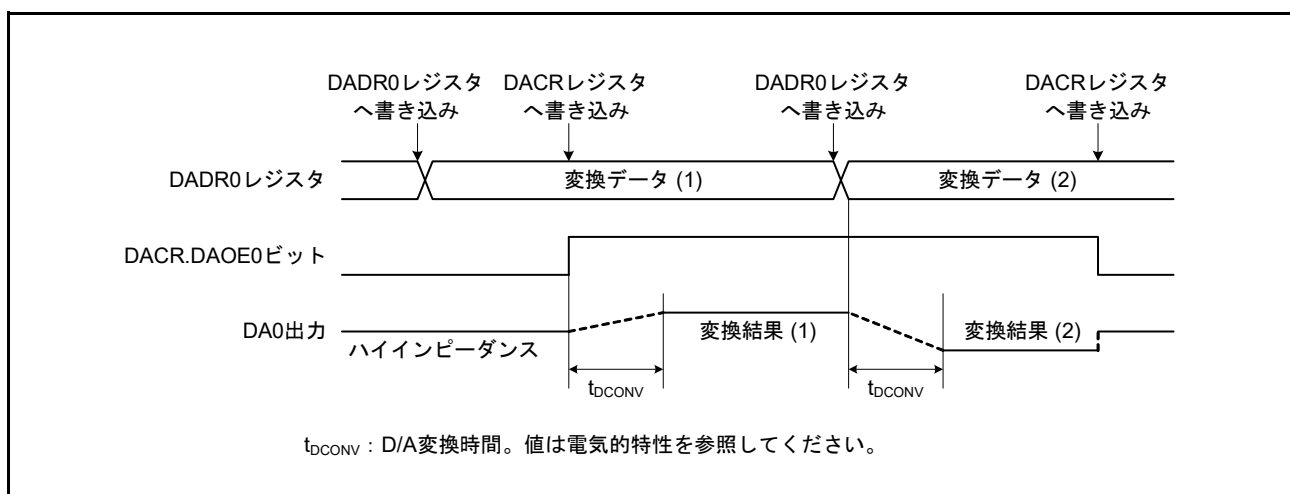 DADR0レジスタ
へ書き込み
DACRレジスタ
へ書き込み
DADR0レジスタ
へ書き込み
DACRレジスタ
へ書き込み
DADR0レジスタ
変換データ (1)
変換データ (2)
DACR.DAOE0ビット
DA0出力
ハイインピーダンス
変換結果 (1)
変換結果 (2)
tDCONV
tDCONV
tDCONV：D/A変換時間。値は電気的特性を参照してください。